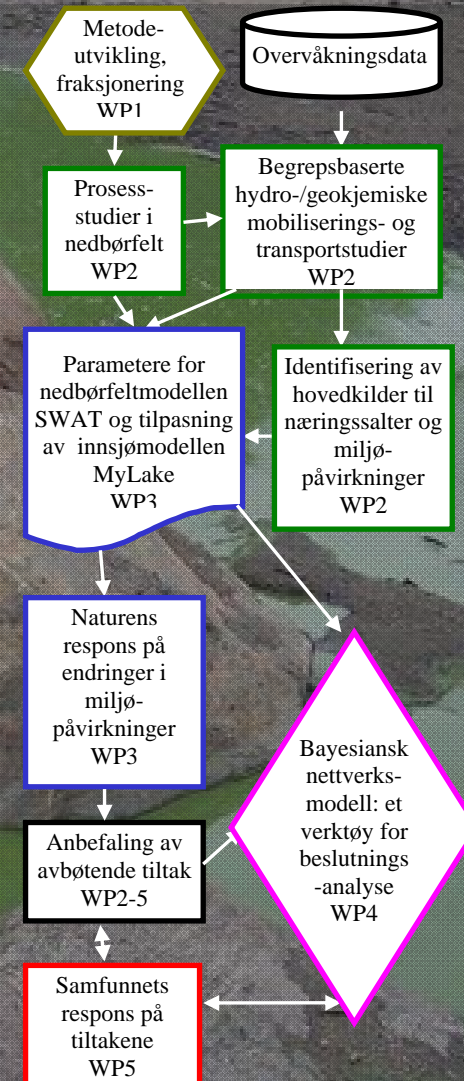 Metode-
utvikling,
fraksjonering
WP1
Overvåkningsdata
Prosess-
studier i
nedbørfelt
WP2
Begrepsbaserte
hydro-/geokjemiske
mobiliserings- og
transportstudier
WP2
Parametere for
nedbørfeltmodellen
SWAT og tilpasning
av innsjømodellen
MyLake
WP3
Identifisering av
hovedkilder til
næringssalter og
miljø-
påvirkninger
WP2
Naturens
respons på
endringer i
miljø-
påvirkninger
WP3
Bayesiansk
nettverks-
modell: et
verktøy for
beslutnings
-analyse
WP4
Anbefaling av
avbøtende tiltak
WP2-5
Samfunnets
respons på
tiltakene
WP5